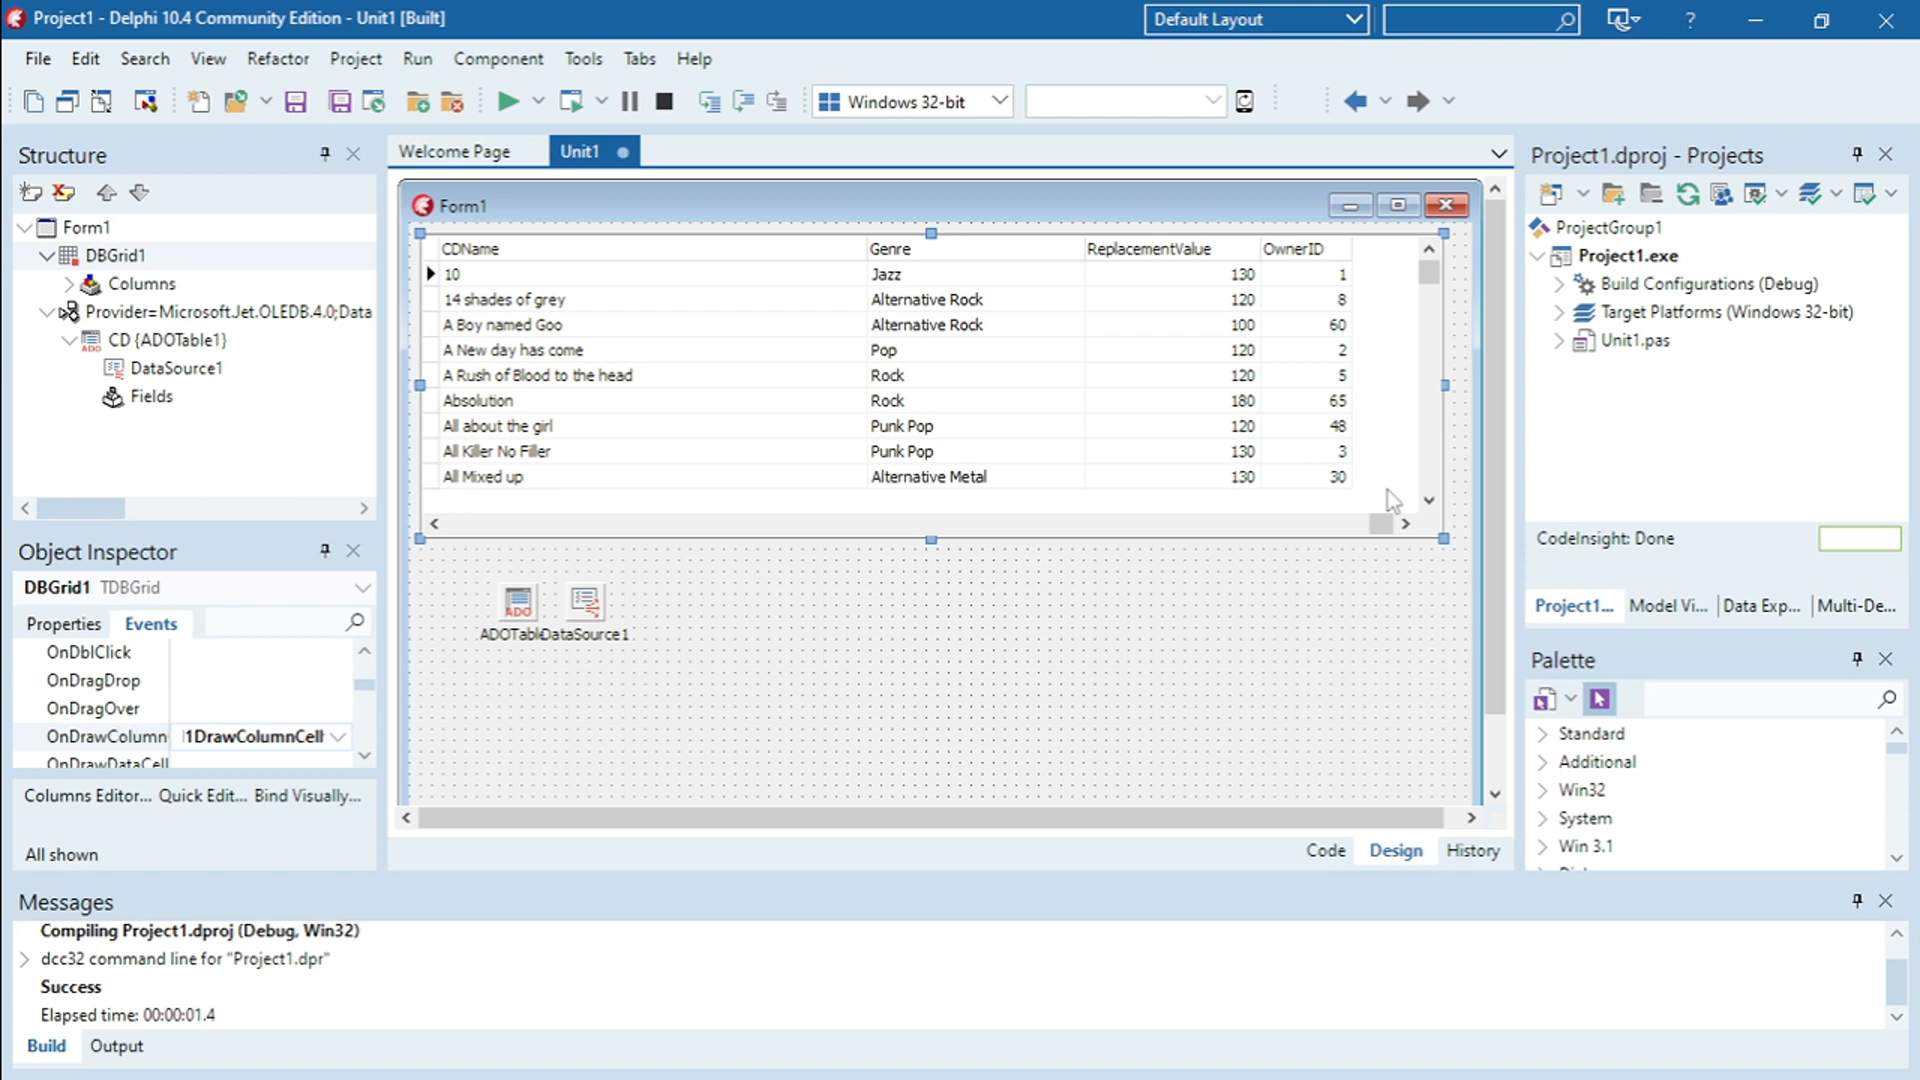 Project1 - Delphi 10.4 Community Edition - Unit1 [Built]
Default Layout
?
File Edit Search View Refactor Project Run Component Tools Tabs Help
Windows 32-bit
Structure
Form1
DBGrid1
Columns
Provider=Microsoft.Jet.OLEDB.4.0;Data
CD {ADOTable1}
DataSource1
Fields
Object Inspector
DBGrid1 TDBGrid
Properties Events
OnDblClick
OnDragDrop
OnDragOver
OnDrawColumn 1DrawColumnCell
OnDrawDataCell
Columns Editor... Quick Edit... Bind Visually...
All shown
Welcome Page Unit1
Form1
CDName Genre ReplacementValue OwnerID
10 Jazz 130 1
14 shades of grey Alternative Rock 120 8
A Boy named Goo Alternative Rock 100 60
A New day has come Pop 120 2
A Rush of Blood to the head Rock 120 5
Absolution Rock 180 65
All about the girl Punk Pop 120 48
All Killer No Filler Punk Pop 130 3
All Mixed up Alternative Metal 130 30
ADO
ADOTabl DataSource1
Code Design History
Project1.dproj - Projects
ProjectGroup1
Project1.exe
Build Configurations (Debug)
Target Platforms (Windows 32-bit)
Unit1.pas
CodeInsight: Done
Project1... Model Vi... Data Exp... Multi-De...
Palette
Standard
Additional
Win32
System
Win 3.1
Messages
Compiling Project1.dproj (Debug, Win32)
dcc32 command line for "Project1.dpr"
Success
Elapsed time: 00:00:01.4
Build Output